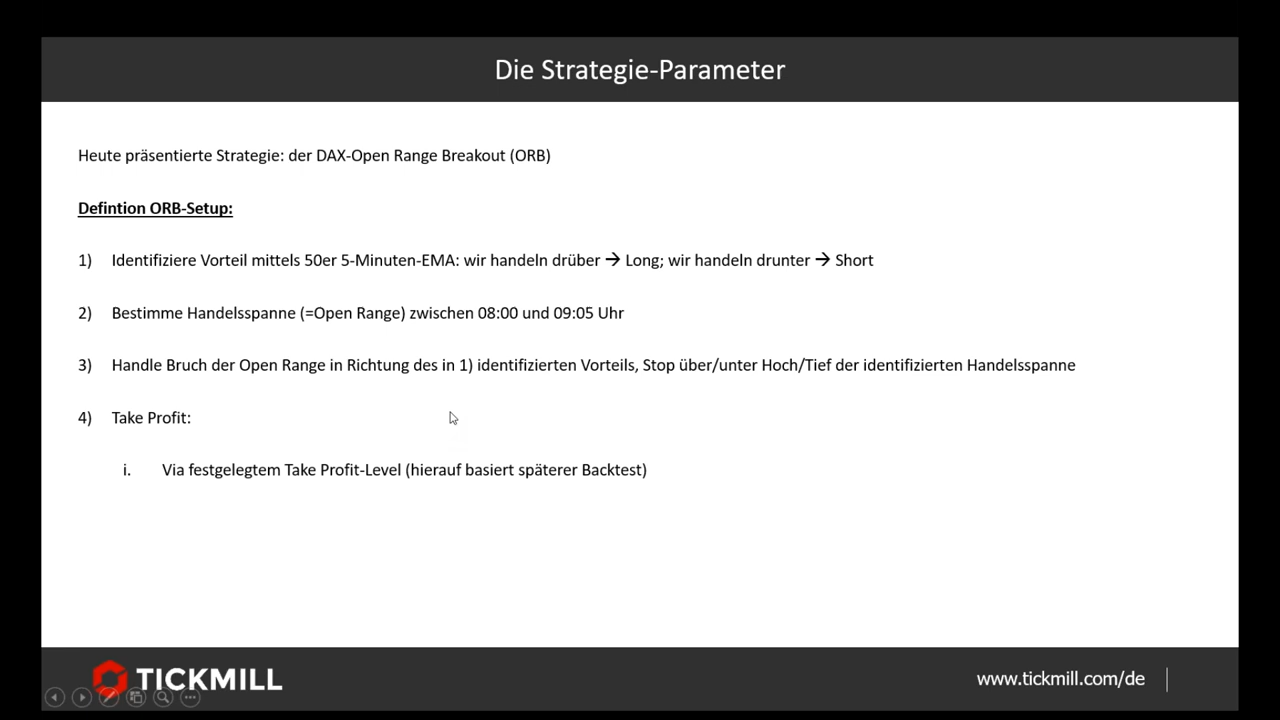 Die Strategie-Parameter
Heute präsentierte Strategie: der DAX-Open Range Breakout (ORB)
Defintion ORB-Setup:
1) Identifiziere Vorteil mittels 50er 5-Minuten-EMA: wir handeln drüber → Long; wir handeln drunter → Short
2) Bestimme Handelsspanne (=Open Range) zwischen 08:00 und 09:05 Uhr
3) Handle Bruch der Open Range in Richtung des in 1) identifizierten Vorteils, Stop über/unter Hoch/Tief der identifizierten Handelsspanne
4) Take Profit:
i. Via festgelegtem Take Profit-Level (hierauf basiert späterer Backtest)
TICKMILL
www.tickmill.com/de